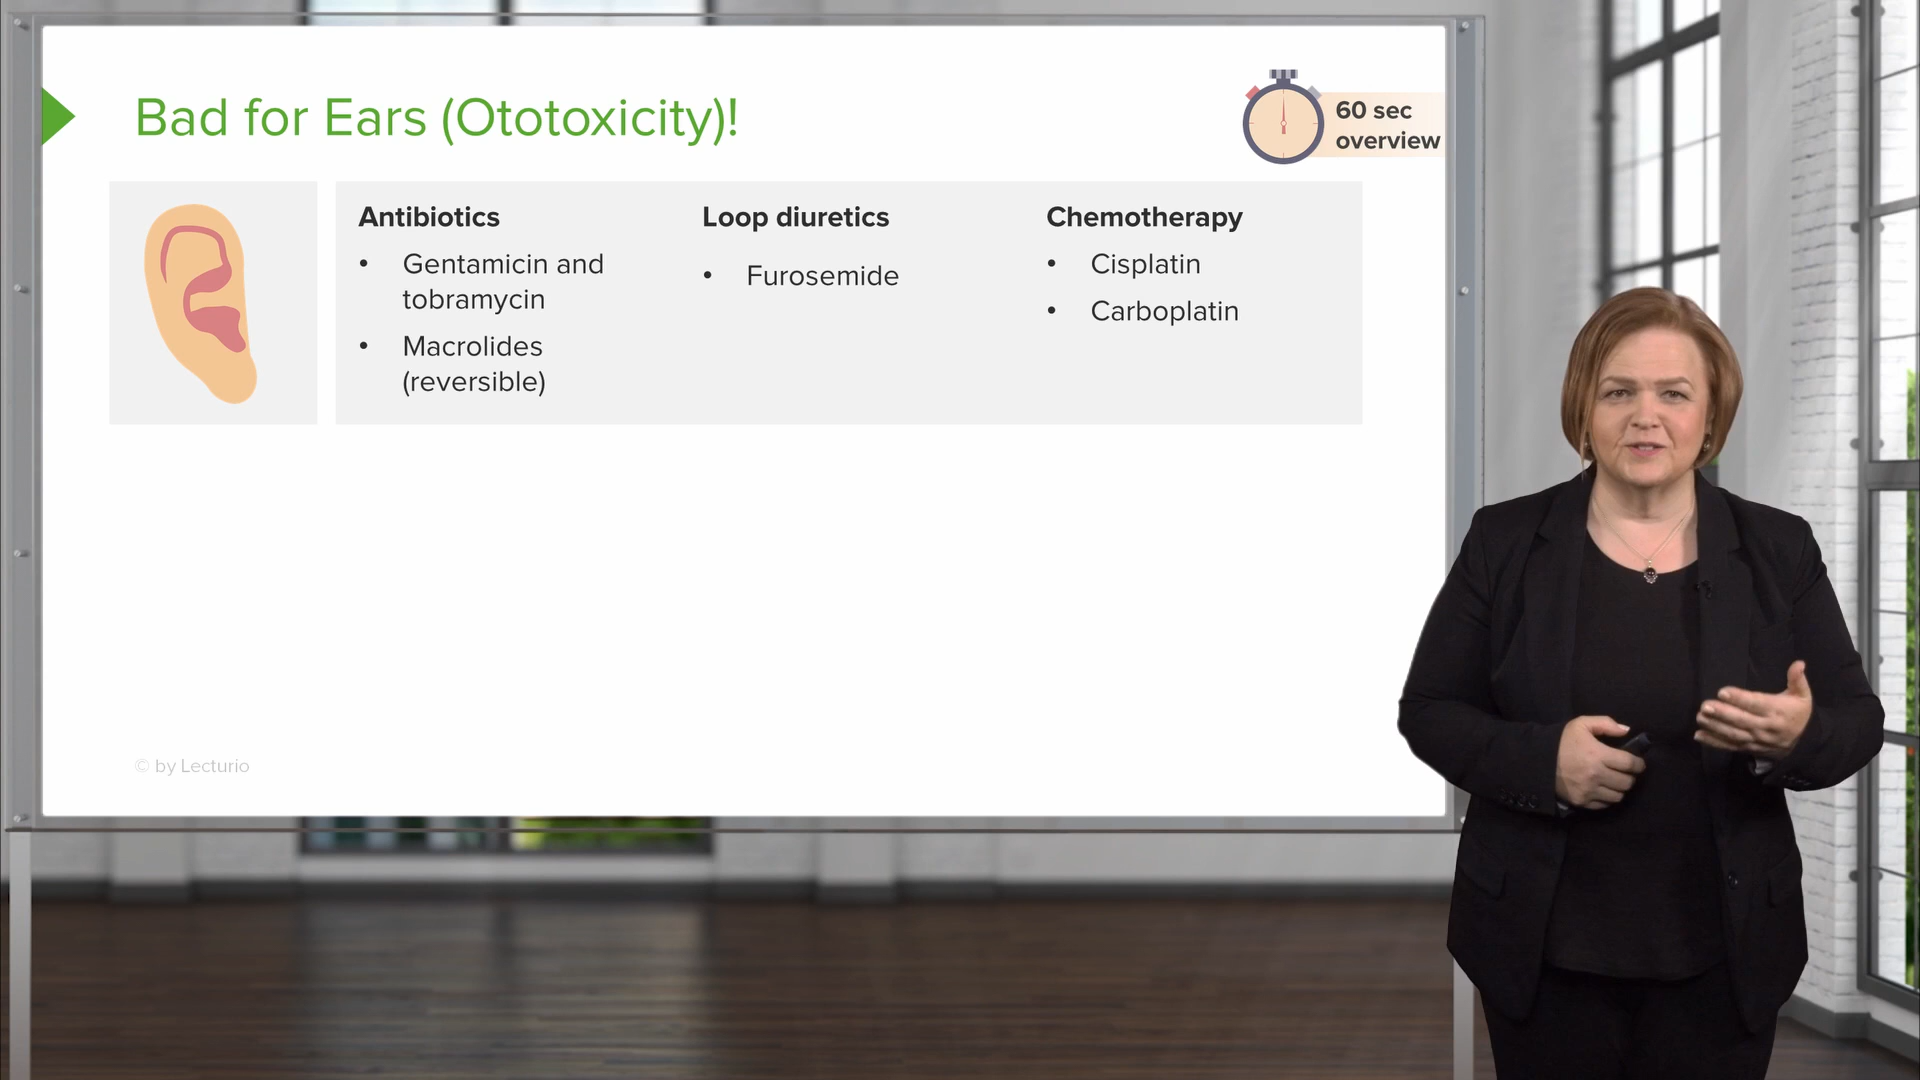 Bad for Ears (Ototoxicity)!
60 sec
overview
Antibiotics
• Gentamicin and
tobramycin
• Macrolides
(reversible)
Loop diuretics
• Furosemide
Chemotherapy
• Cisplatin
• Carboplatin
© by Lecturio